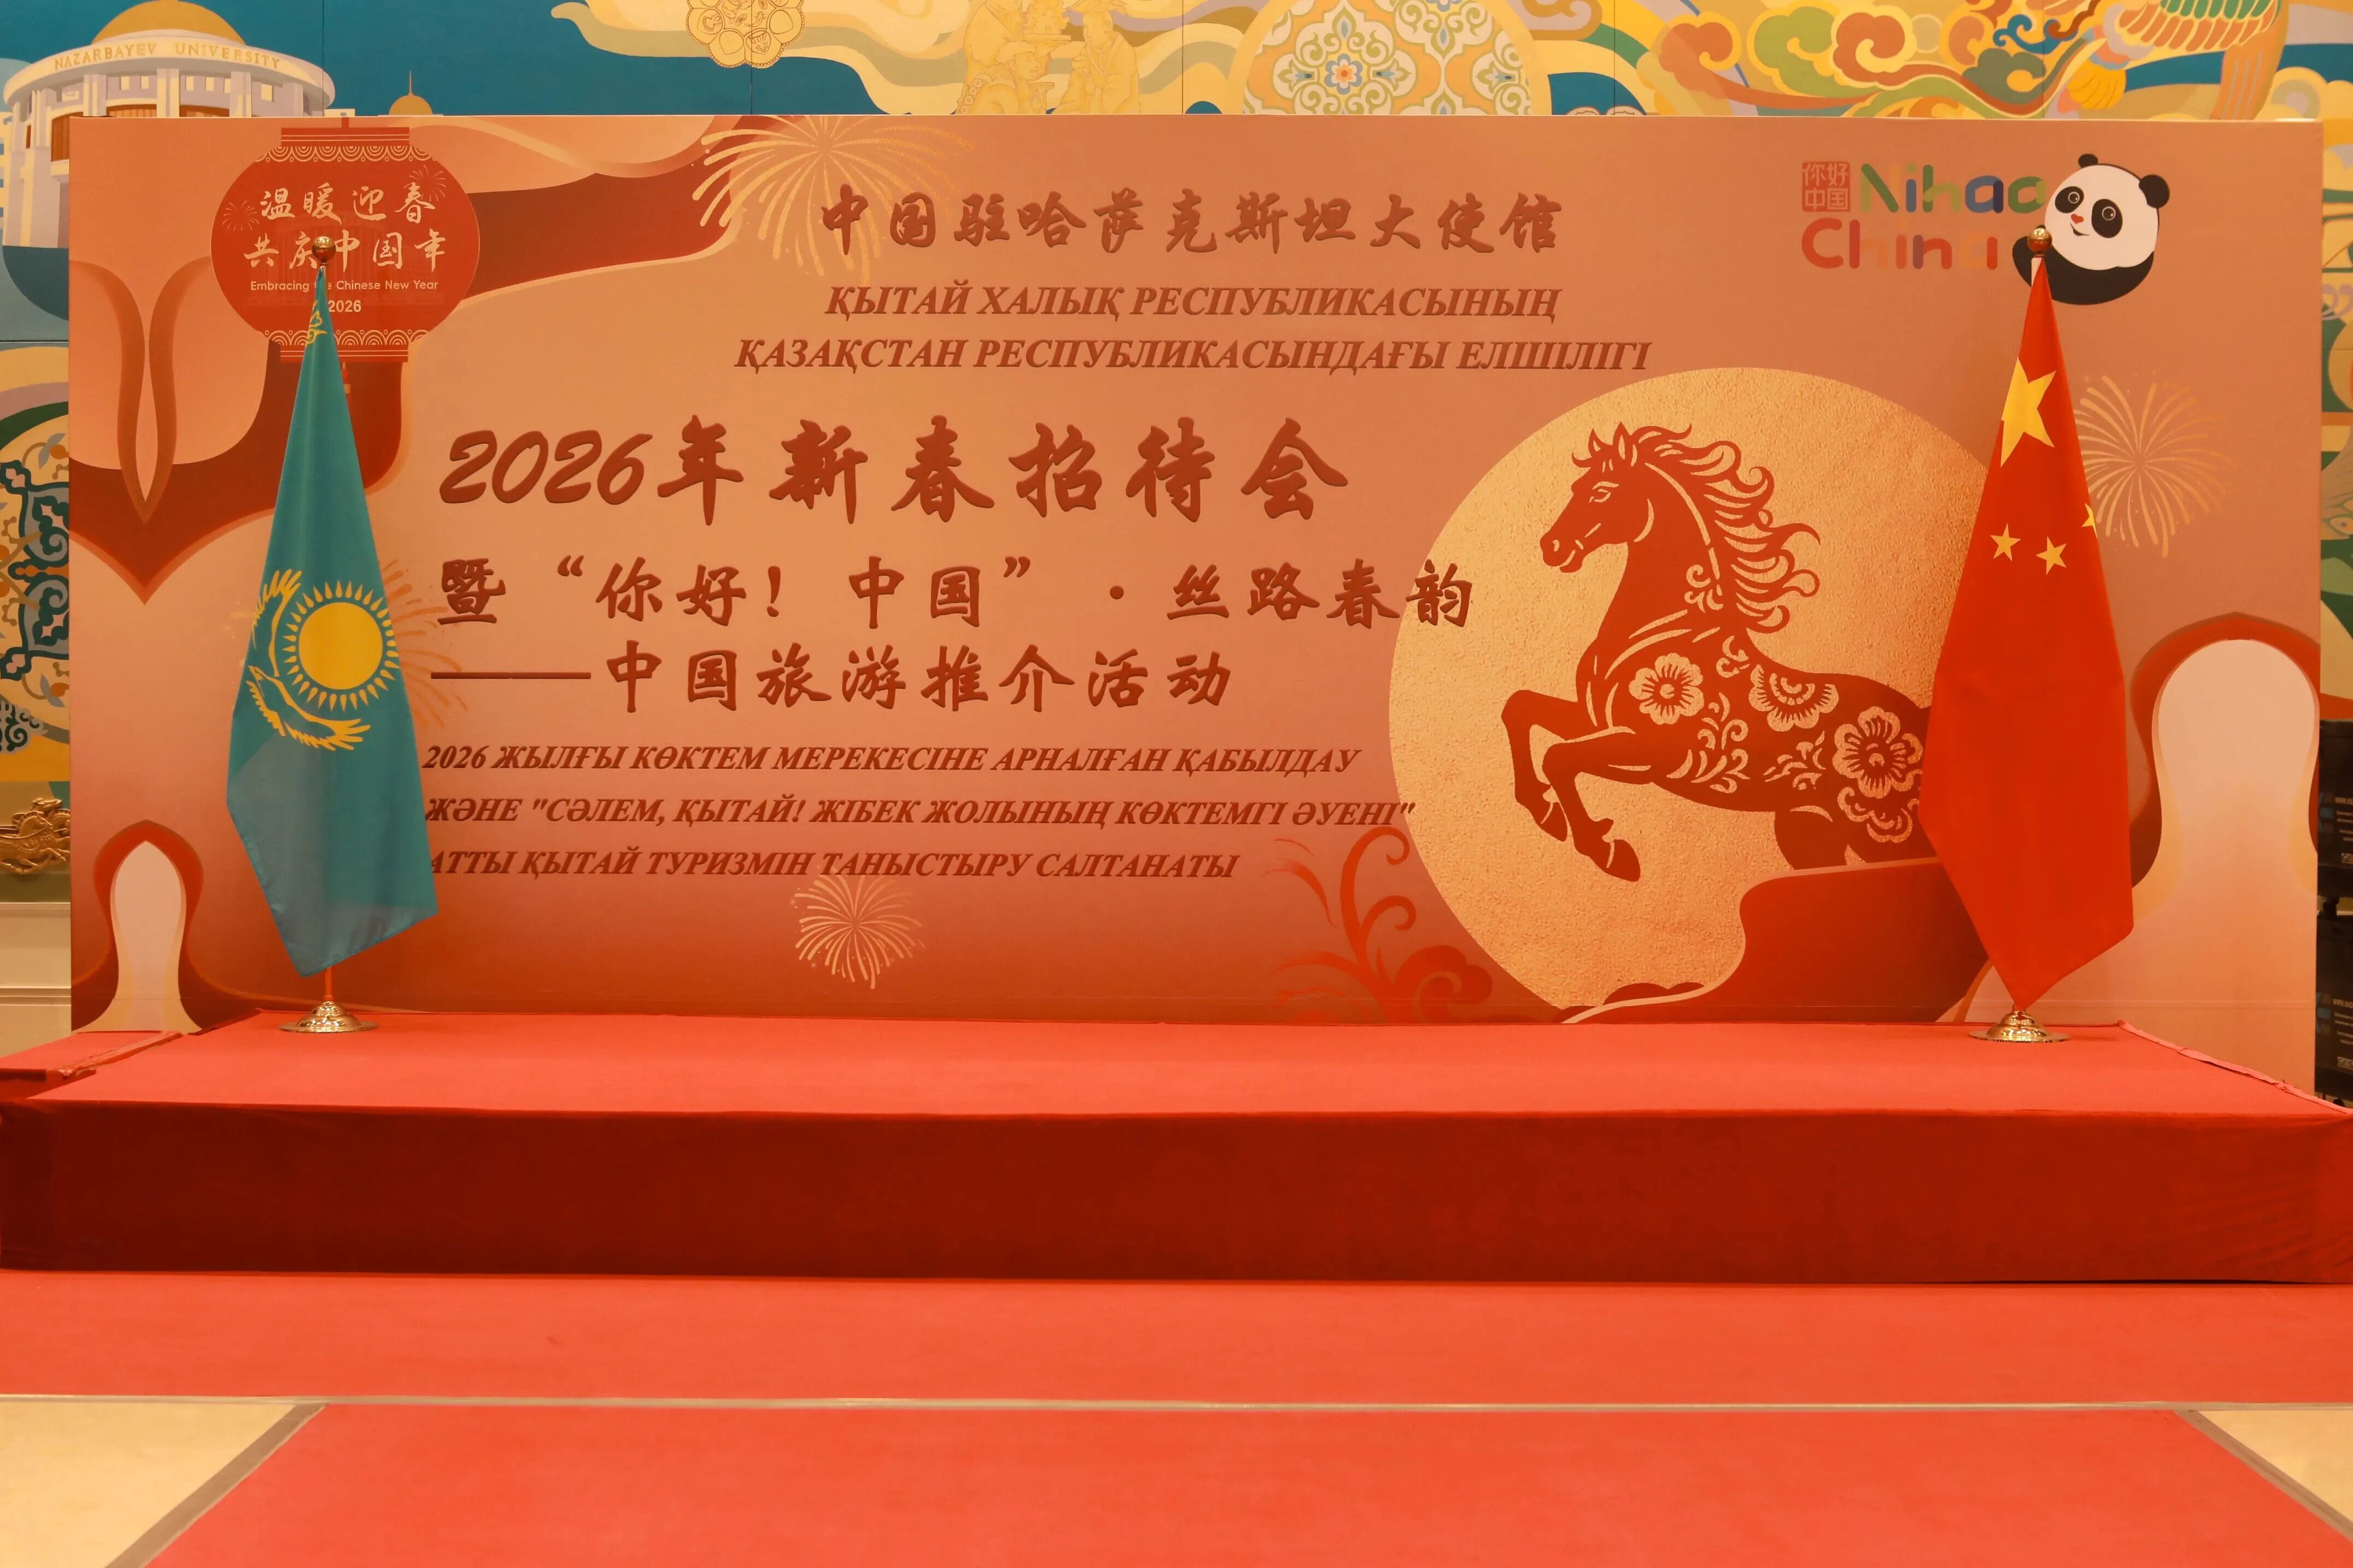 NAZARBAYEV UNIVERSITY
温暖迎春
共庆中国年
Embracing the Chinese New Year
2026
你好
中国
Nihao
China
中国驻哈萨克斯坦大使馆
ҚЫТАЙ ХАЛЫҚ РЕСПУБЛИКАСЫНЫҢ
ҚАЗАҚСТАН РЕСПУБЛИКАСЫНДАҒЫ ЕЛШІЛІГІ
2026年新春招待会
暨“你好！中国”·丝路春韵
——中国旅游推介活动
2026 ЖЫЛҒЫ КӨКТЕМ МЕРЕКЕСІНЕ АРНАЛҒАН ҚАБЫЛДАУ
ЖӘНЕ "СӘЛЕМ, ҚЫТАЙ! ЖІБЕК ЖОЛЫНЫҢ КӨКТЕМГІ ӘУЕНІ"
АТТЫ ҚЫТАЙ ТУРИЗМІН ТАНЫСТЫРУ САЛТАНАТЫ